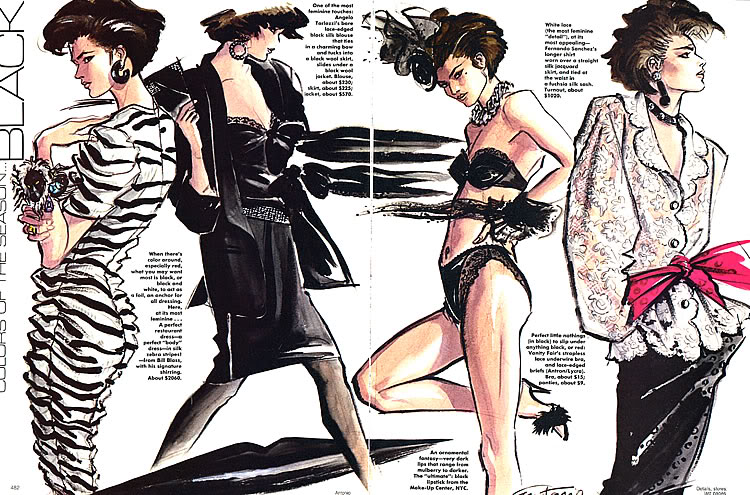 COLORS OF THE SEASON...
BLACK
One of the most
feminine touches:
Angelo
Tarlazzi's bare
lace-edged
black silk blouse
that ties
in a charming bow
and tucks into
a black wool skirt,
slides under a
black wool
jacket. Blouse,
about $230;
skirt, about $225;
jacket, about $570.
White lace
(the most feminine
"detail"), at its
most appealing—
Fernando Sanchez's
longer shirt
worn over a straight
silk jacquard
skirt, and tied at
the waist in
a fuchsia silk sash.
Turnout, about
$1020.
When there's
color around,
especially red,
what you may want
most is black, or
black and
white, to act as
a foil, an anchor for
all dressing.
Here,
at its most
feminine . . .
A perfect
restaurant
dress—a
perfect "body"
dress—in silk
zebra stripes!
—from Bill Blass,
with his signature
shirring.
About $2060.
Perfect little nothings
(in black) to slip under
anything black, or red:
Vanity Fair's strapless
lace underwire bra,
and lace-edged
briefs (Antron/Lycra).
Bra, about $15;
panties, about $9.
An ornamental
fantasy—very dark
lips that range from
mulberry to darker.
The "ultimate": black
lipstick from the
Make-Up Center, NYC.
482
Antonio
Details, stores,
last pages